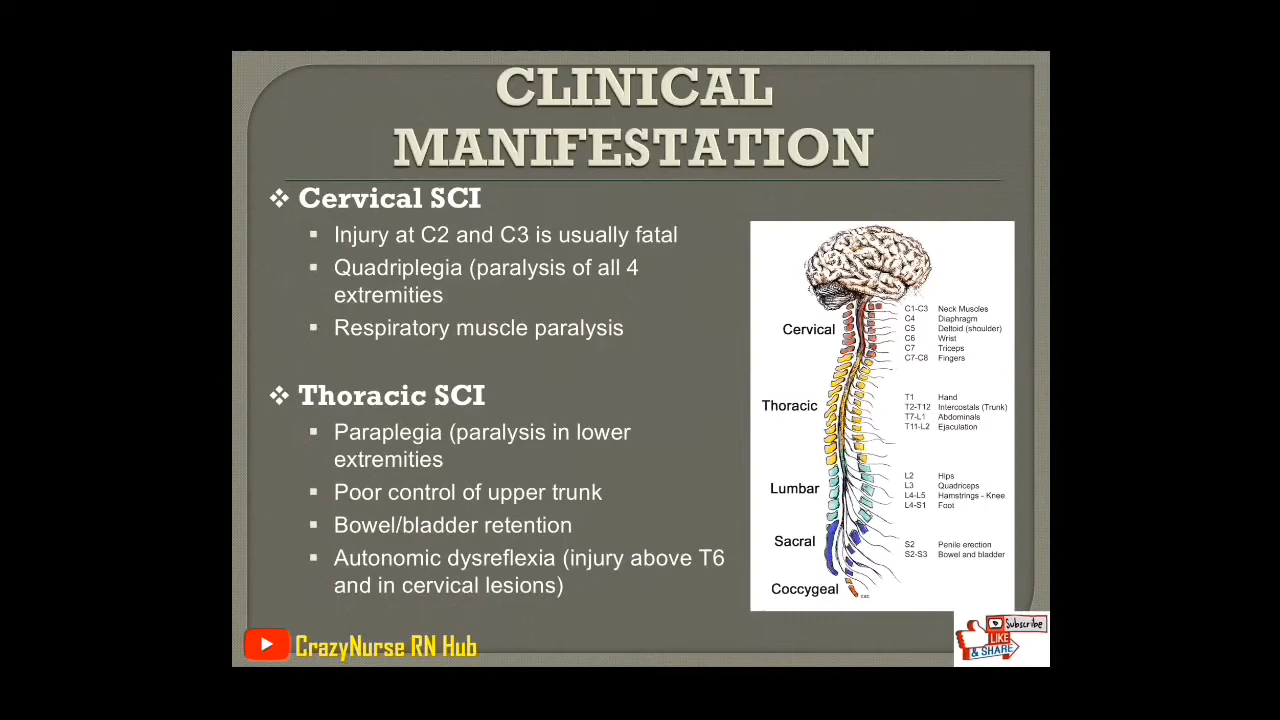 CLINICAL
MANIFESTATION
❖ Cervical SCI
▪ Injury at C2 and C3 is usually fatal
▪ Quadriplegia (paralysis of all 4
extremities
▪ Respiratory muscle paralysis
❖ Thoracic SCI
▪ Paraplegia (paralysis in lower
extremities
▪ Poor control of upper trunk
▪ Bowel/bladder retention
▪ Autonomic dysreflexia (injury above T6
and in cervical lesions)
Cervical
C1-C3 Neck Muscles
C4 Diaphragm
C5 Deltoid (shoulder)
C6 Wrist
C7 Triceps
C7-C8 Fingers
Thoracic
T1 Hand
T2-T12 Intercostals (Trunk)
T7-L1 Abdominals
T11-L2 Ejaculation
Lumbar
L2 Hips
L3 Quadriceps
L4-L5 Hamstrings - Knee
L4-S1 Foot
Sacral
S2 Penile erection
S2-S3 Bowel and bladder
Coccygeal
CrazyNurse RN Hub
Subscribe
LIKE
& SHARE